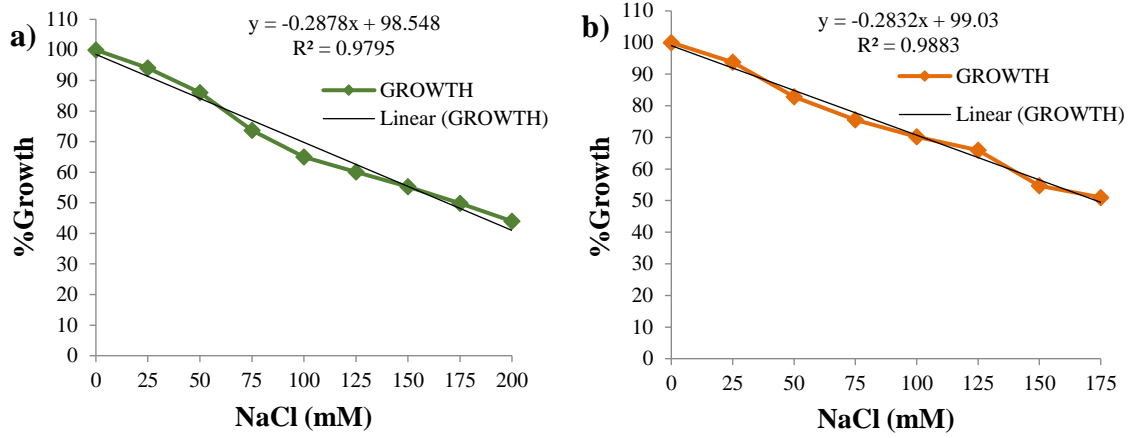 a)
y = -0.2878x + 98.548
R² = 0.9795
GROWTH
Linear (GROWTH)
%Growth
110
100
90
80
70
60
50
40
30
20
10
0
0 25 50 75 100 125 150 175 200
NaCl (mM)
b)
y = -0.2832x + 99.03
R² = 0.9883
GROWTH
Linear (GROWTH)
%Growth
110
100
90
80
70
60
50
40
30
20
10
0
0 25 50 75 100 125 150 175
NaCl (mM)